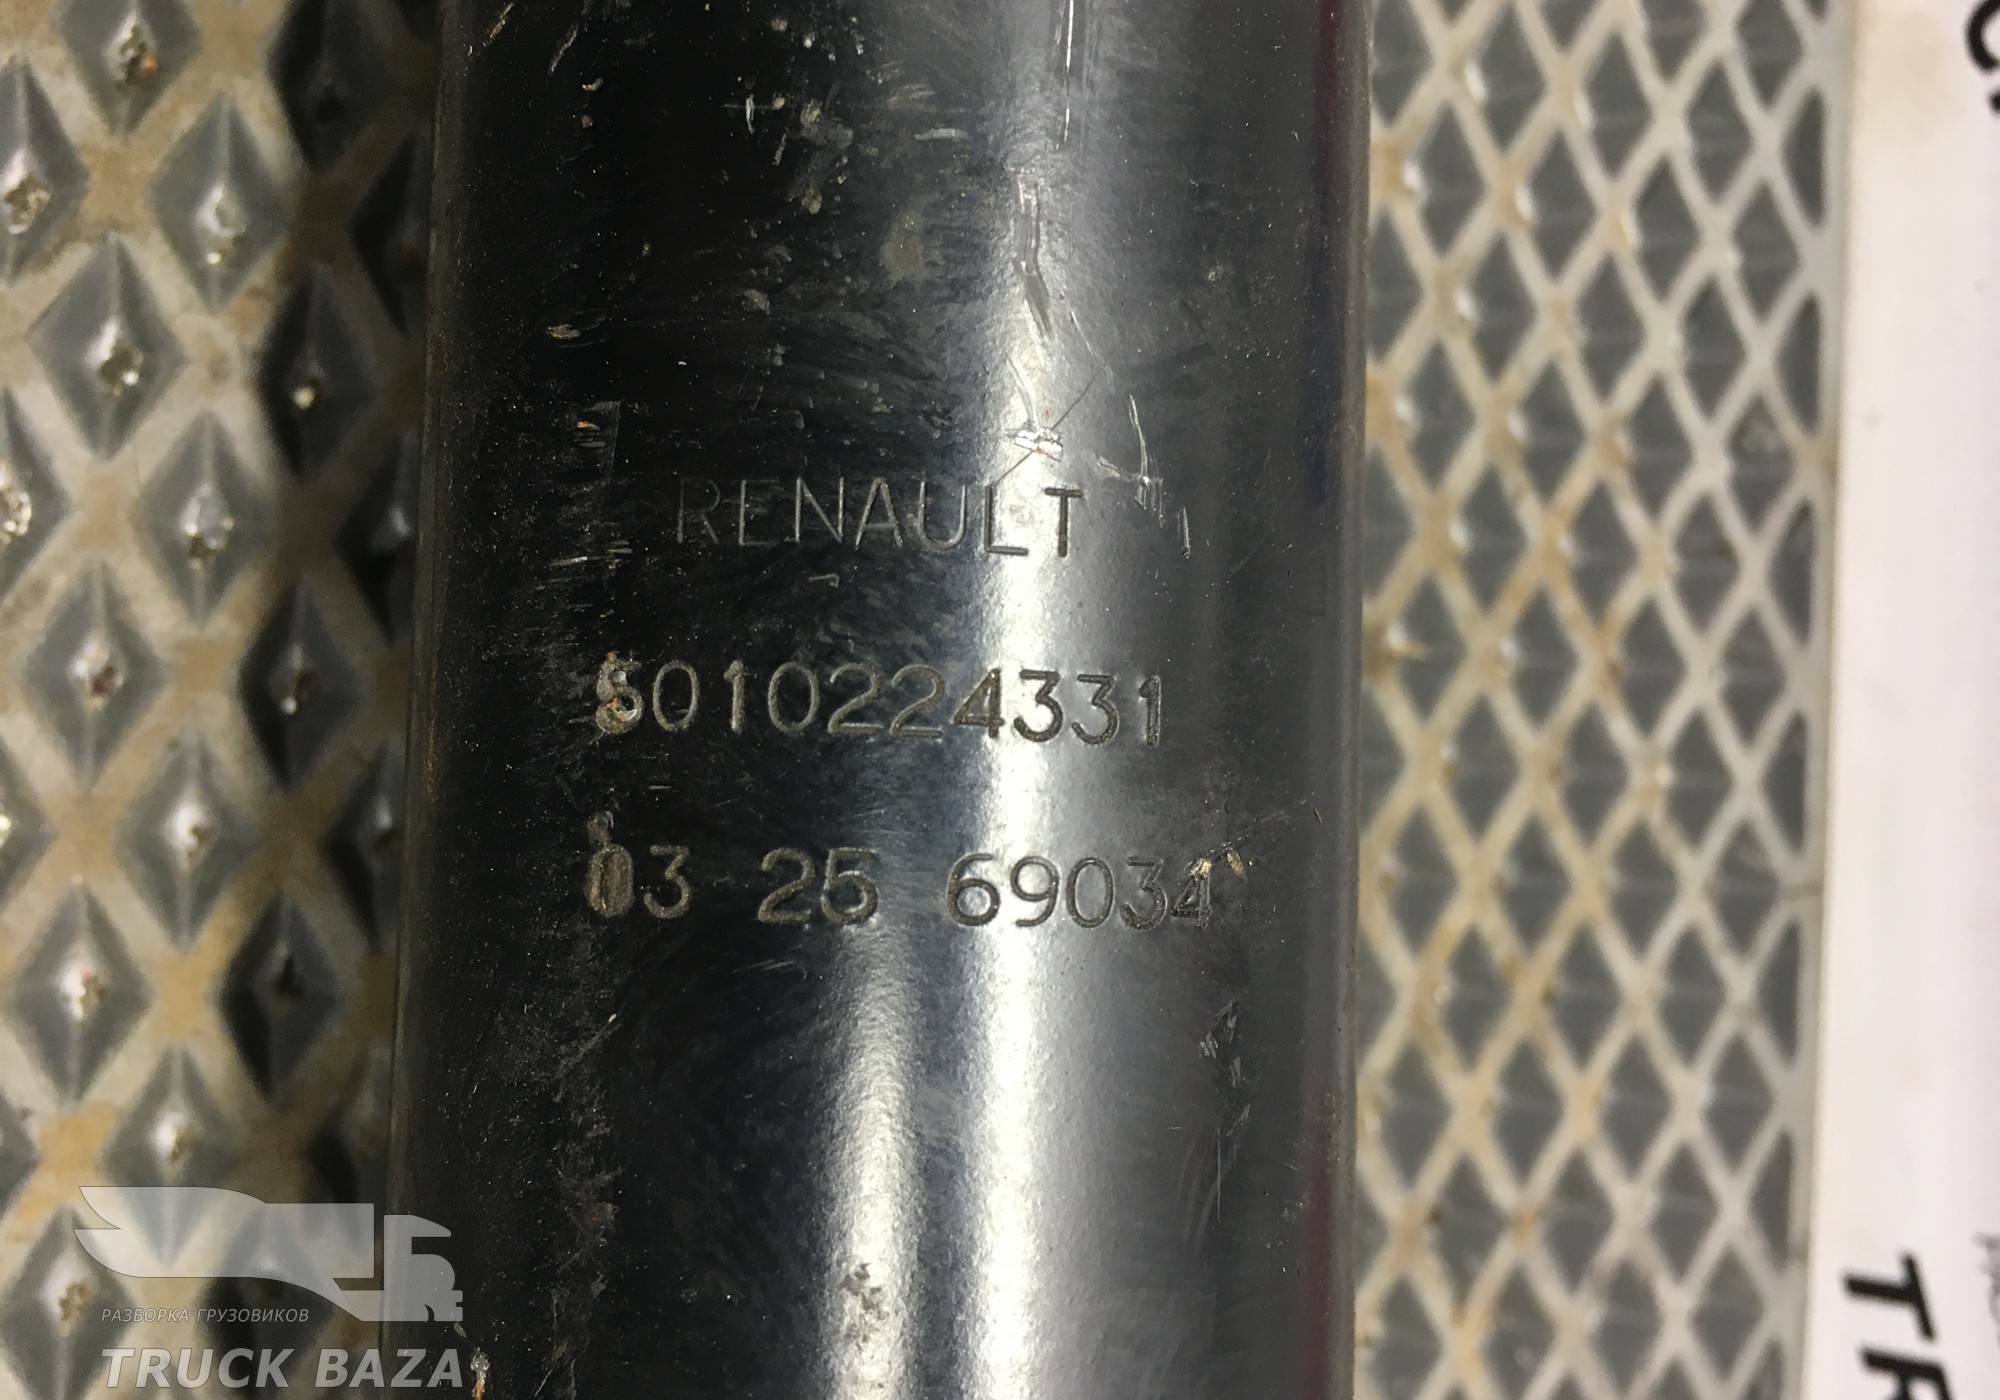 RENAULT
5010224331
03 25 69034
РАЗБОРКА ГРУЗОВИКОВ
TRUCK BAZA